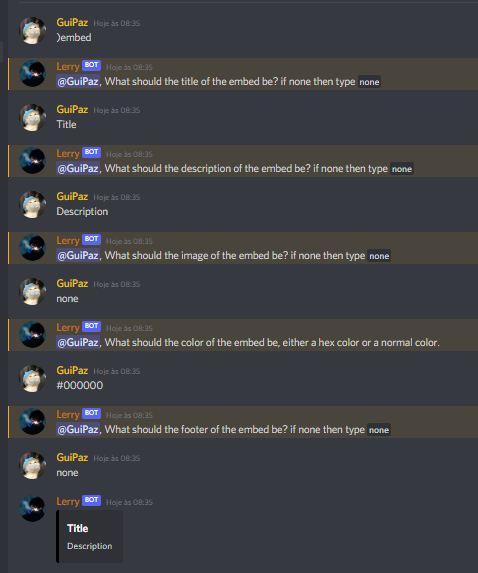 GuiPaz Hoje às 08:35
)embed
Lerry BOT Hoje às 08:35
@GuiPaz, What should the title of the embed be? if none then type none
GuiPaz Hoje às 08:35
Title
Lerry BOT Hoje às 08:35
@GuiPaz, What should the description of the embed be? if none then type none
GuiPaz Hoje às 08:35
Description
Lerry BOT Hoje às 08:35
@GuiPaz, What should the image of the embed be? if none then type none
GuiPaz Hoje às 08:35
none
Lerry BOT Hoje às 08:35
@GuiPaz, What should the color of the embed be, either a hex color or a normal color.
GuiPaz Hoje às 08:35
#000000
Lerry BOT Hoje às 08:35
@GuiPaz, What should the footer of the embed be? if none then type none
GuiPaz Hoje às 08:35
none
Lerry BOT Hoje às 08:35
Title
Description